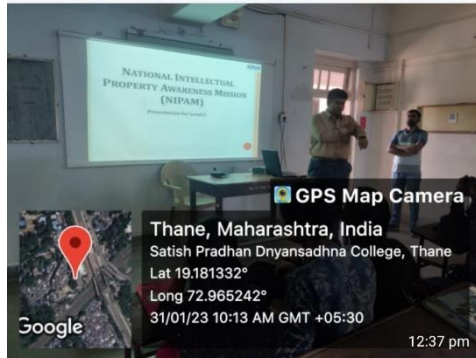 NATIONAL INTELLECTUAL
PROPERTY AWARENESS MISSION
(NIPAM)
GPS Map Camera
Thane, Maharashtra, India
Satish Pradhan Dnyansadhna College, Thane
Lat 19.181332°
Long 72.965242°
31/01/23 10:13 AM GMT +05:30
Google
12:37 pm